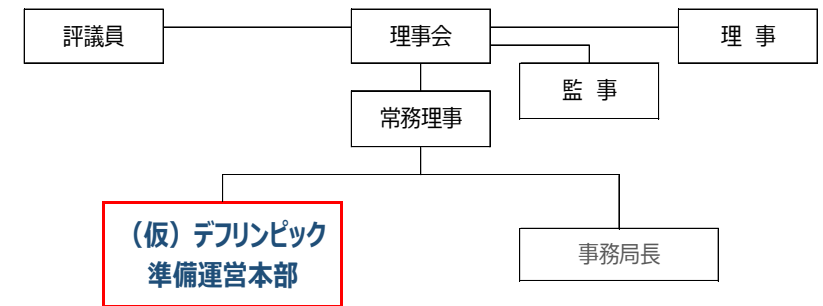 評議員
理事会
理 事
監 事
常務理事
（仮）デフリンピック
準備運営本部
事務局長